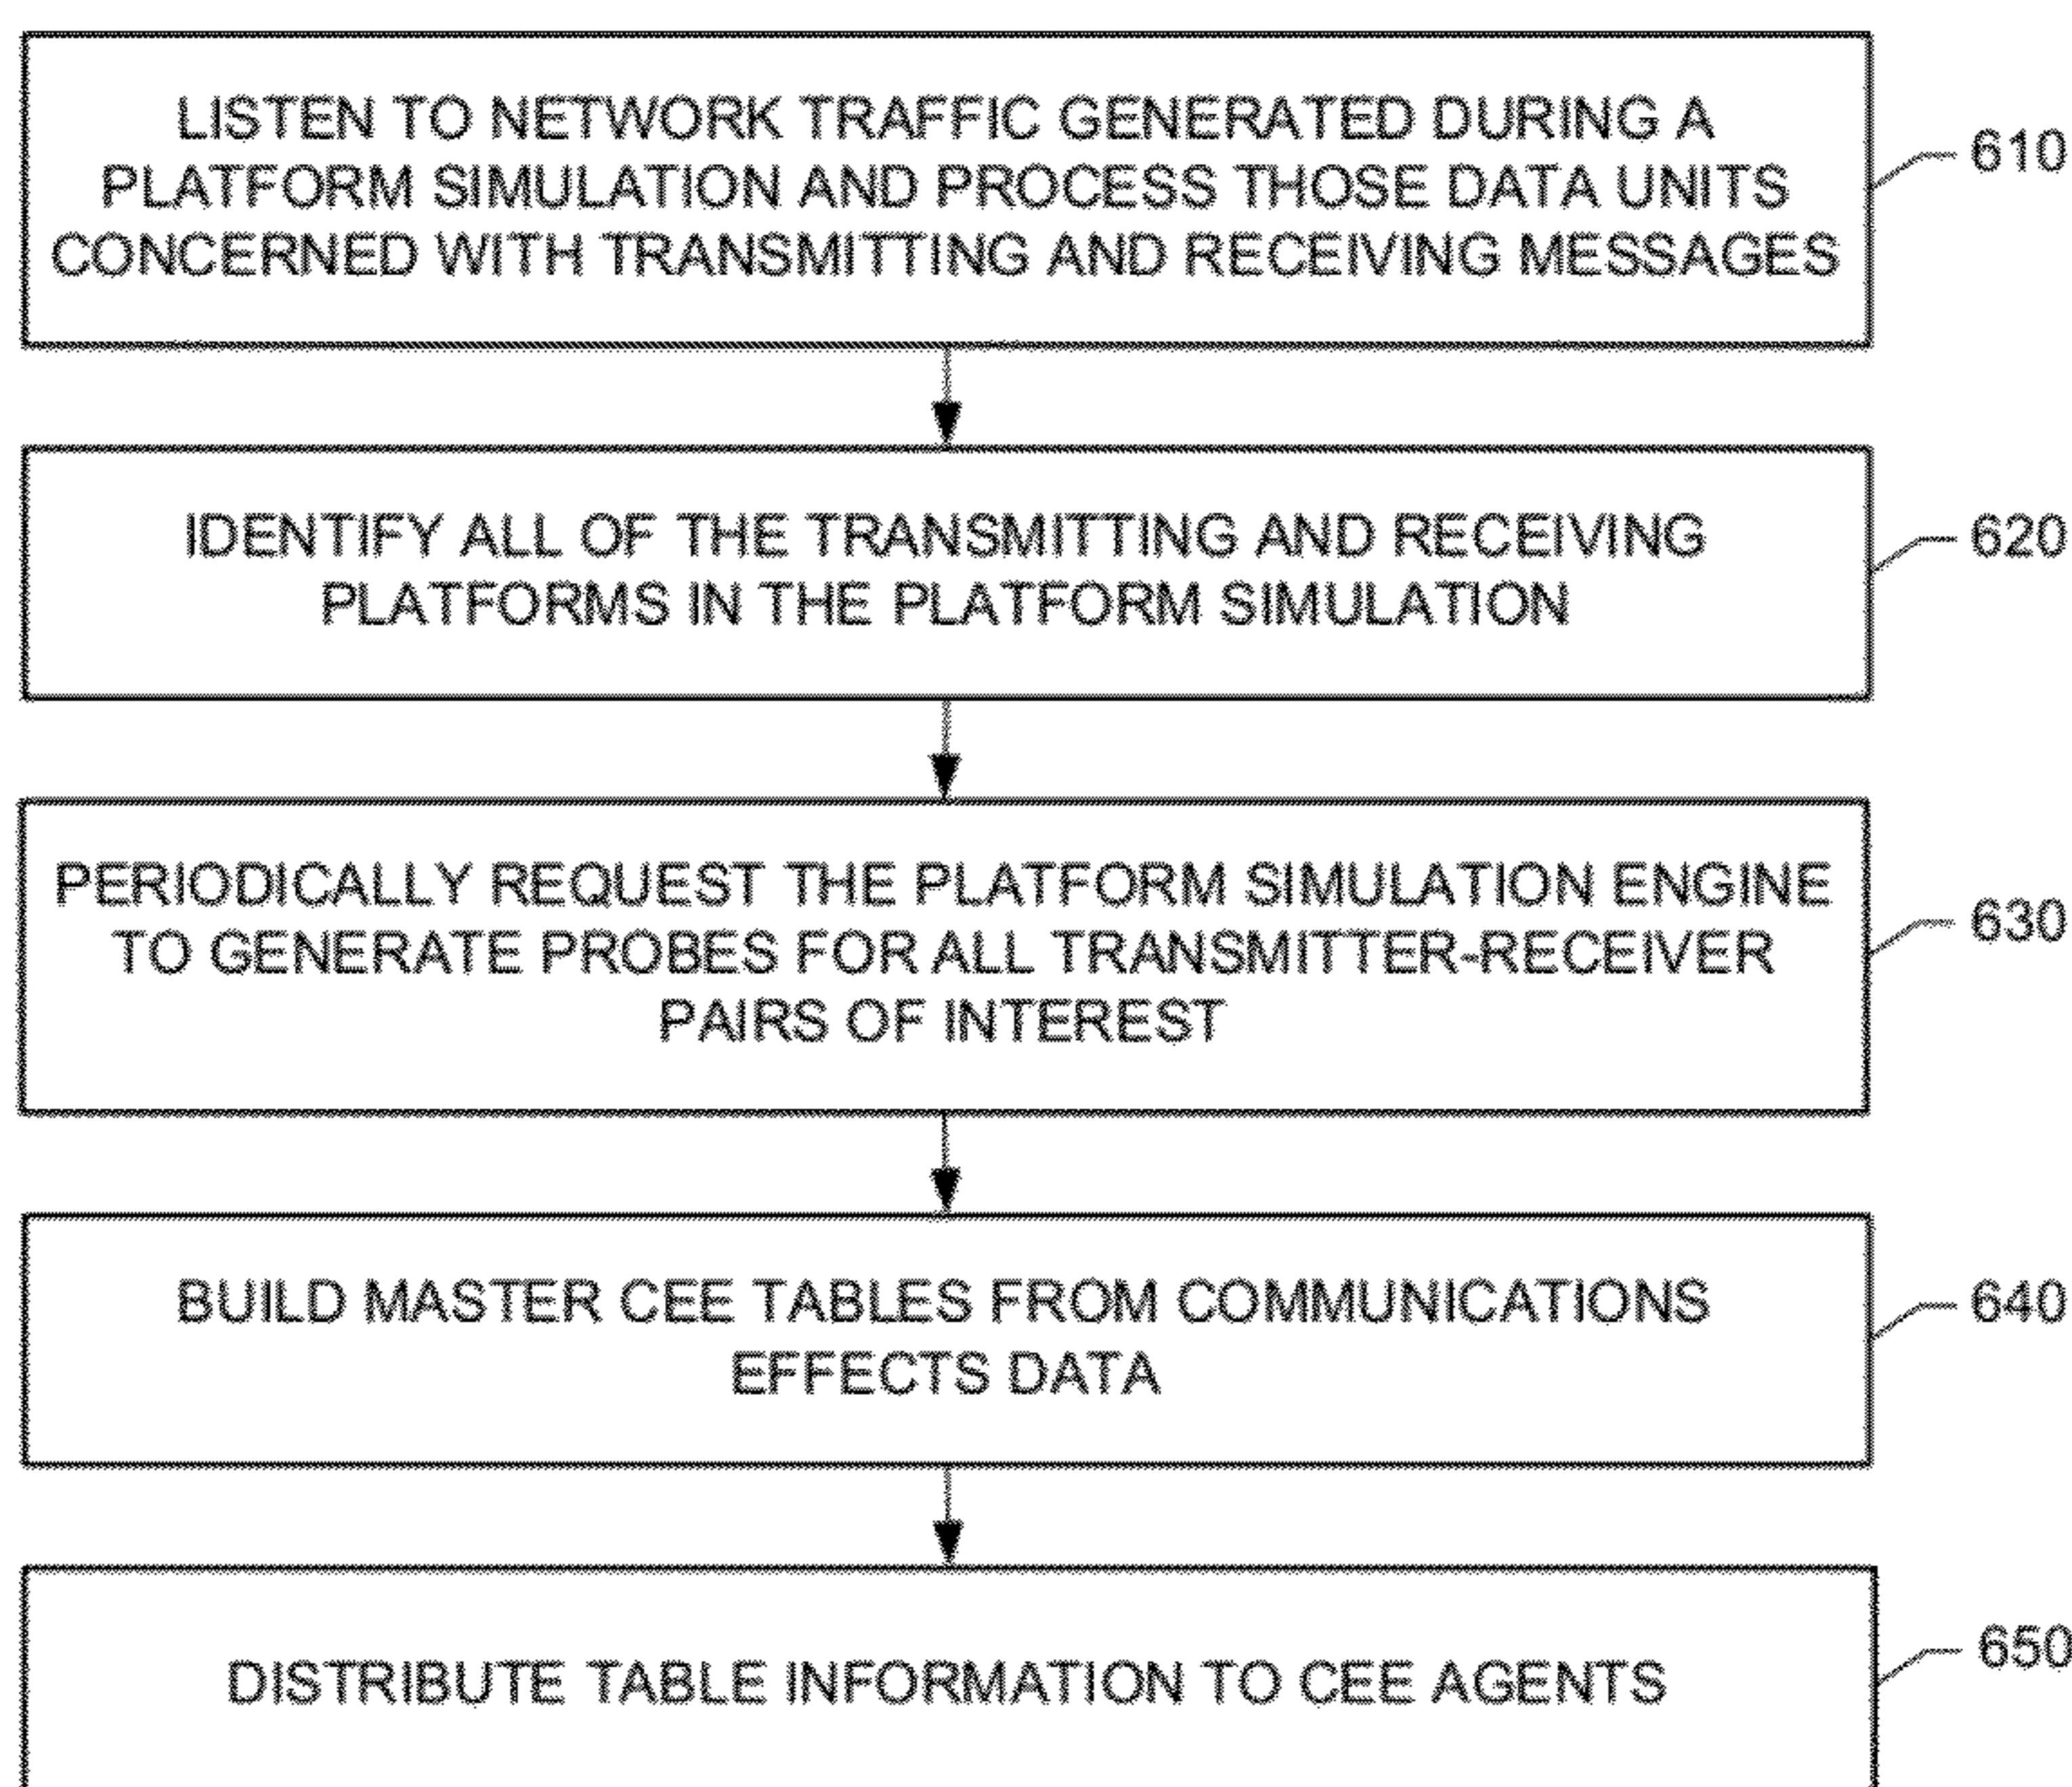 LISTEN TO NETWORK TRAFFIC GENERATED DURING A
PLATFORM SIMULATION AND PROCESS THOSE DATA UNITS
CONCERNED WITH TRANSMITTING AND RECEIVING MESSAGES
610
IDENTIFY ALL OF THE TRANSMITTING AND RECEIVING
PLATFORMS IN THE PLATFORM SIMULATION
620
PERIODICALLY REQUEST THE PLATFORM SIMULATION ENGINE
TO GENERATE PROBES FOR ALL TRANSMITTER-RECEIVER
PAIRS OF INTEREST
630
BUILD MASTER CEE TABLES FROM COMMUNICATIONS
EFFECTS DATA
640
DISTRIBUTE TABLE INFORMATION TO CEE AGENTS
650